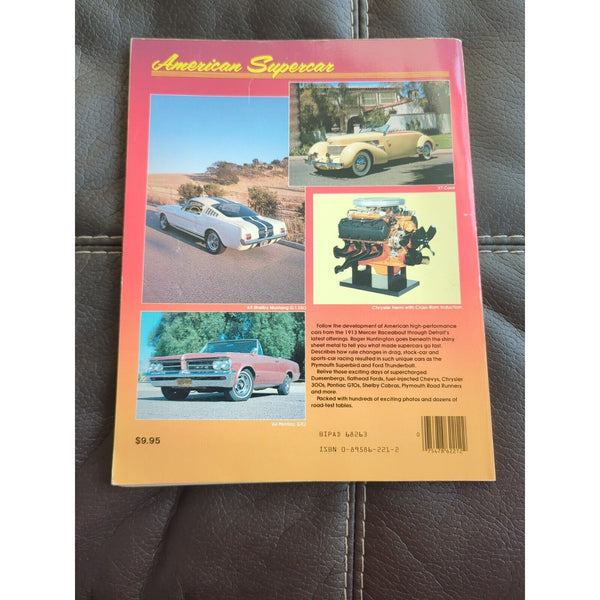 American Supercar
37 Cord
65 Shelby Mustang G.T.350
Chrysler Hemi with Cross-Ram Induction
Follow the development of American high-performance
cars from the 1913 Mercer Raceabout through Detroit's
latest offerings. Roger Huntington goes beneath the shiny
sheet metal to tell you what made supercars go fast.
Describes how rule changes in drag, stock-car and
sports-car racing resulted in such unique cars as the
Plymouth Superbird and Ford Thunderbolt.
Relive those exciting days of supercharged
Duesenbergs, flathead Fords, fuel-injected Chevys, Chrysler
300s, Pontiac GTOs, Shelby Cobras, Plymouth Road Runners
and more.
Packed with hundreds of exciting photos and dozens of
road-test tables.
'64 Pontiac GTO
$9.95
BIPAD 68263
ISBN 0-89586-221-2
0 75478 62212